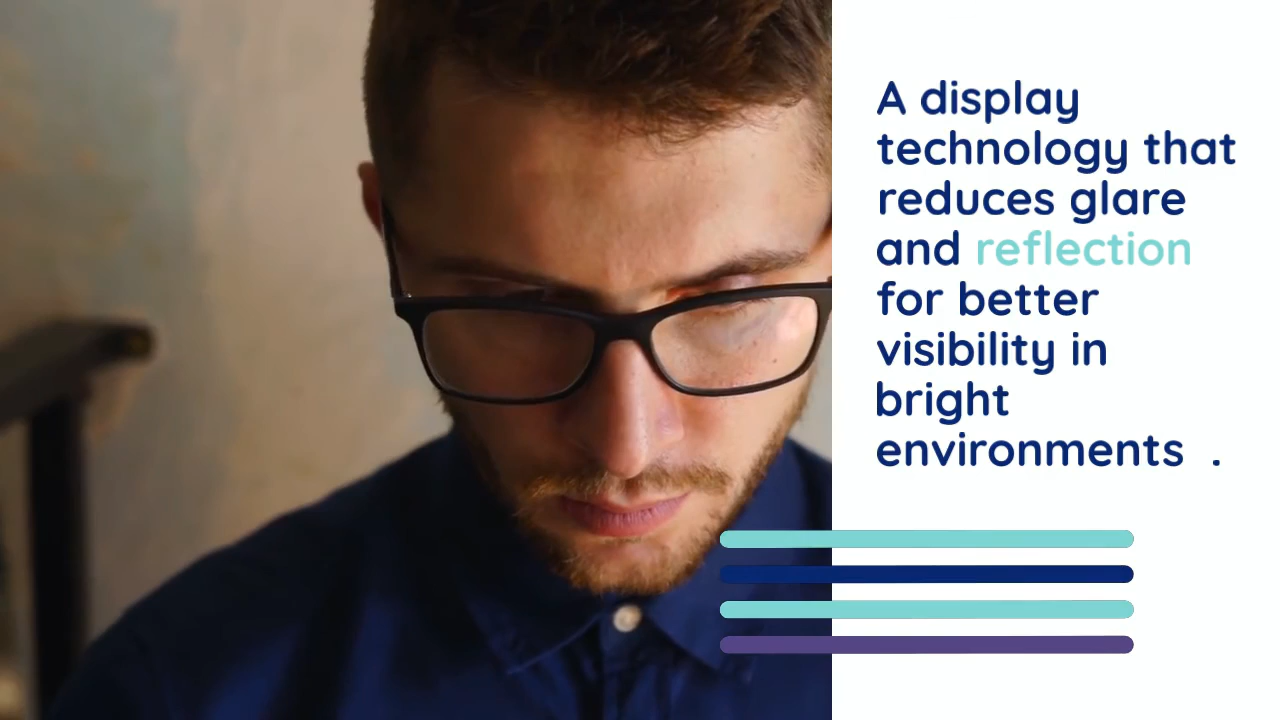 A display
technology that
reduces glare
and reflection
for better
visibility in
bright
environments .